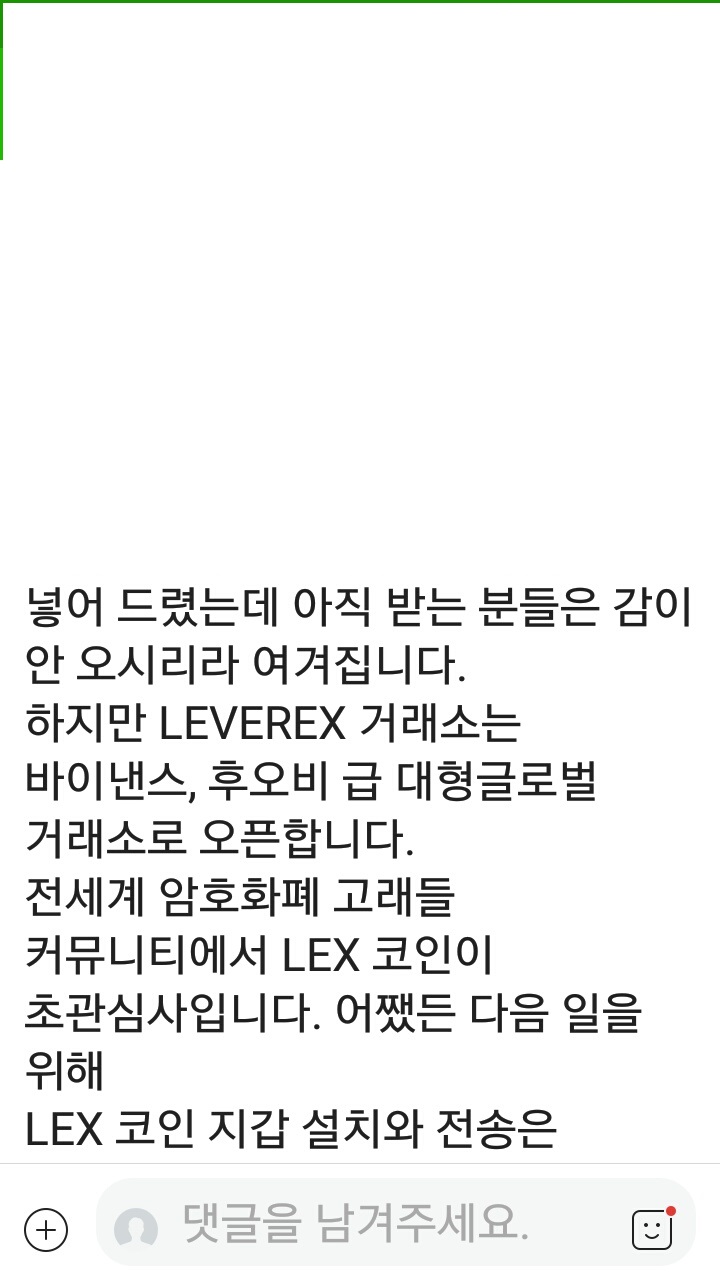 넣어 드렸는데 아직 받는 분들은 감이
안 오시리라 여겨집니다.
하지만 LEVEREX 거래소는
바이낸스, 후오비 급 대형글로벌
거래소로 오픈합니다.
전세계 암호화폐 고래들
커뮤니티에서 LEX 코인이
초관심사입니다. 어쨌든 다음 일을
위해
LEX 코인 지갑 설치와 전송은
댓글을 남겨주세요.